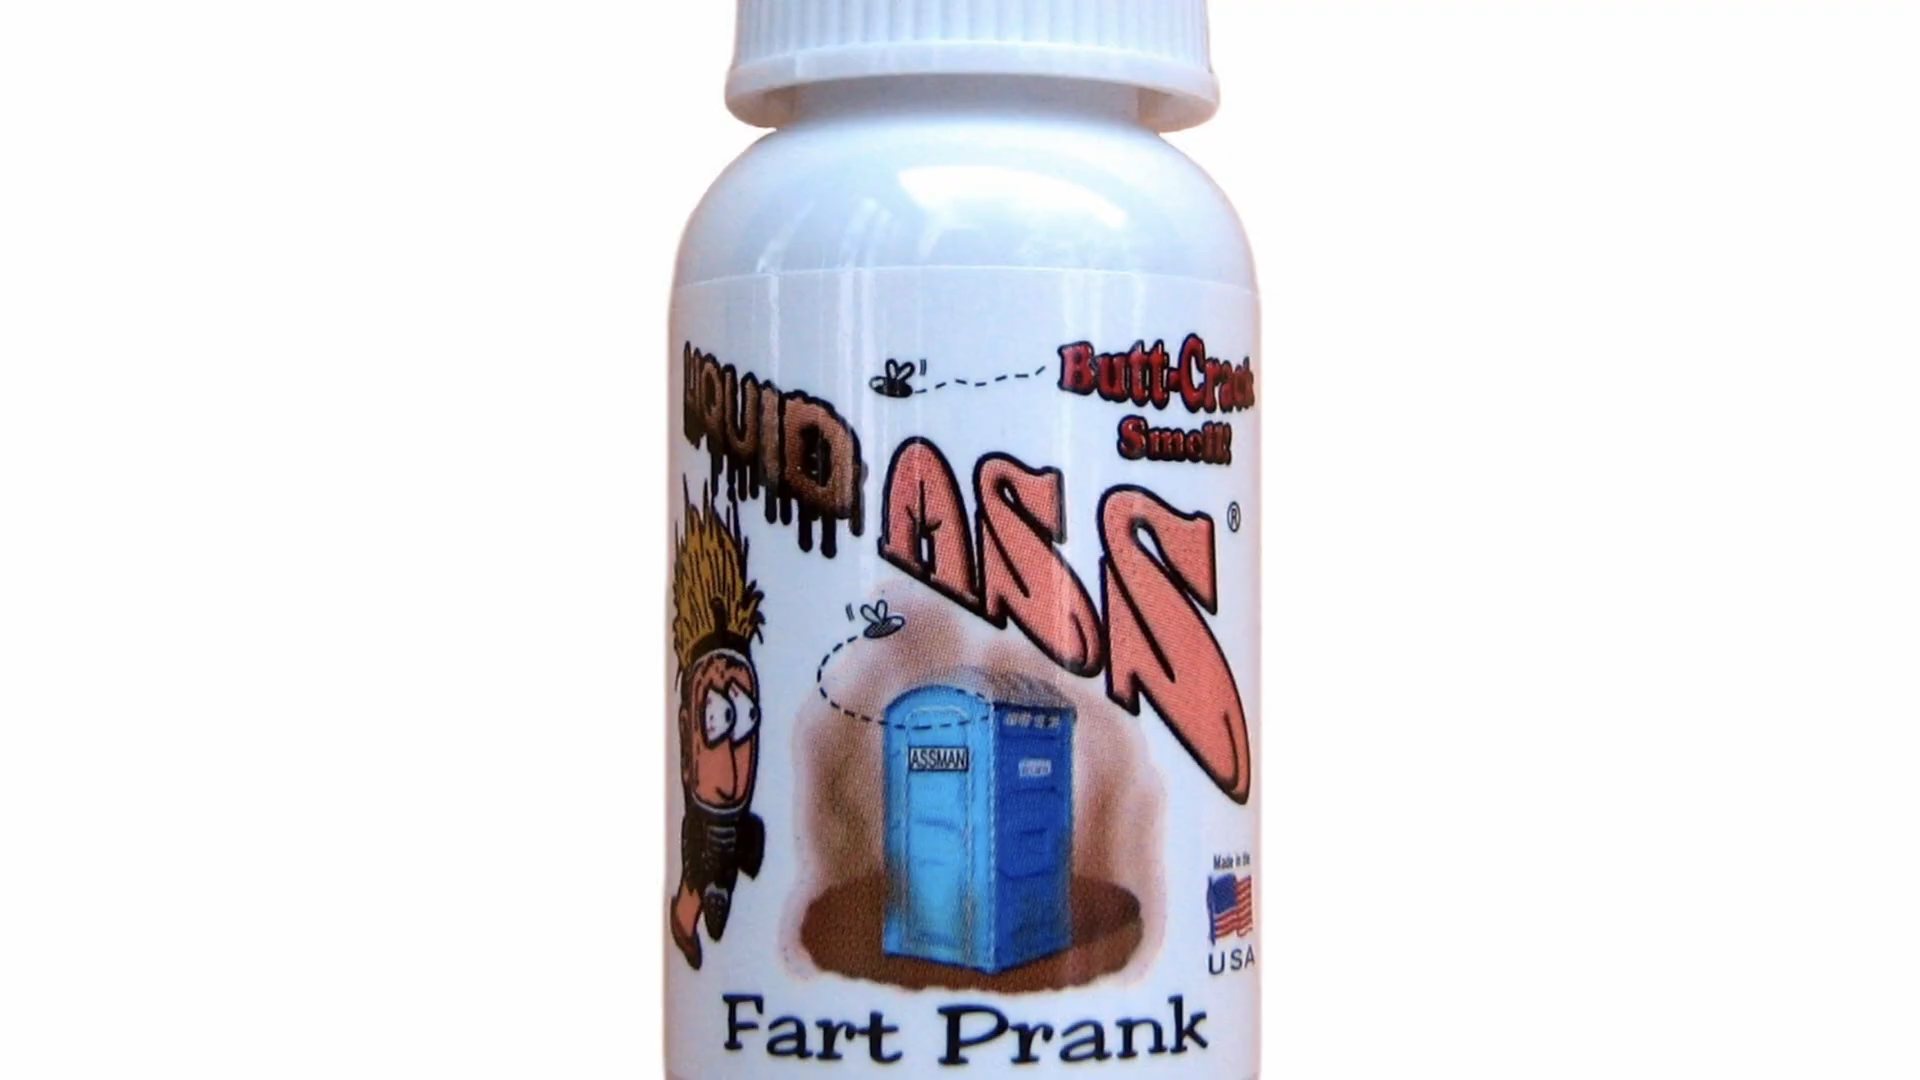 LIQUID
Butt-Crack
Smell!
ASS®
ASSMAN
Made in the
USA
Fart Prank